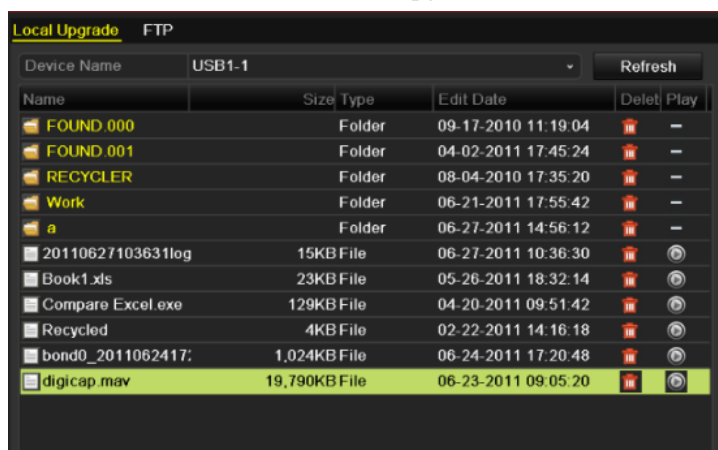 Local Upgrade FTP
Device Name USB1-1 Refresh
Name Size Type Edit Date Delet Play
FOUND.000 Folder 09-17-2010 11:19:04 –
FOUND.001 Folder 04-02-2011 17:45:24 –
RECYCLER Folder 08-04-2010 17:35:20 –
Work Folder 06-21-2011 17:55:42 –
a Folder 06-27-2011 14:56:12 –
20110627103631log 15KB File 06-27-2011 10:36:30
Book1.xls 23KB File 05-26-2011 18:32:14
Compare Excel.exe 129KB File 04-20-2011 09:51:42
Recycled 4KB File 02-22-2011 14:16:18
bond0_2011062417: 1,024KB File 06-24-2011 17:20:48
digicap.mav 19,790KB File 06-23-2011 09:05:20